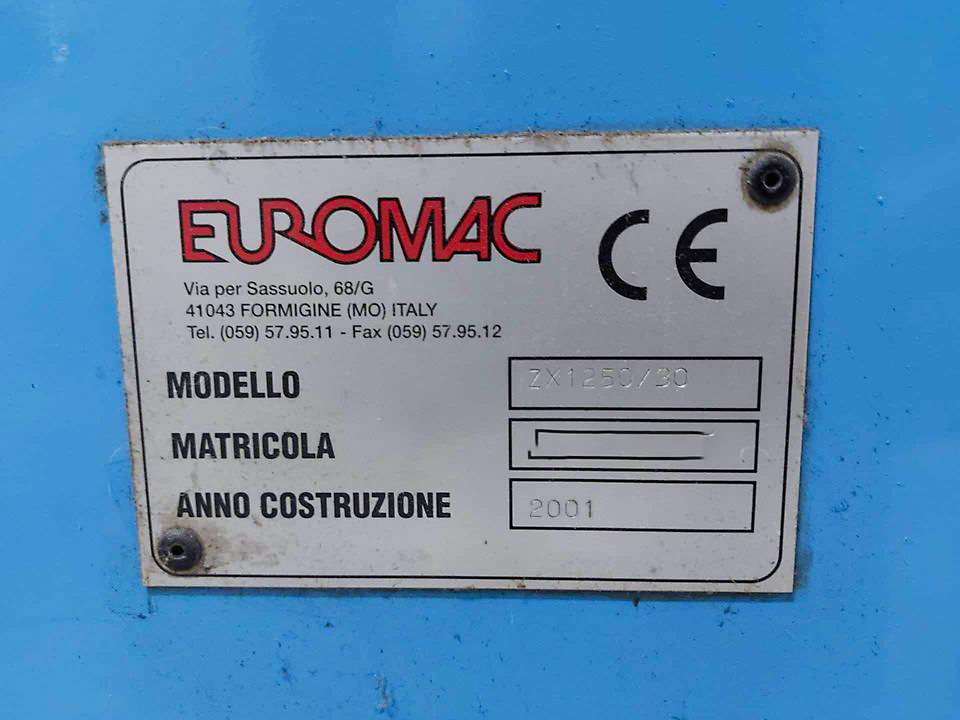 EUROMAC
CE
Via per Sassuolo, 68/G
41043 FORMIGINE (MO) ITALY
Tel. (059) 57.95.11 - Fax (059) 57.95.12
MODELLO ZX1250/30
MATRICOLA
ANNO COSTRUZIONE 2001